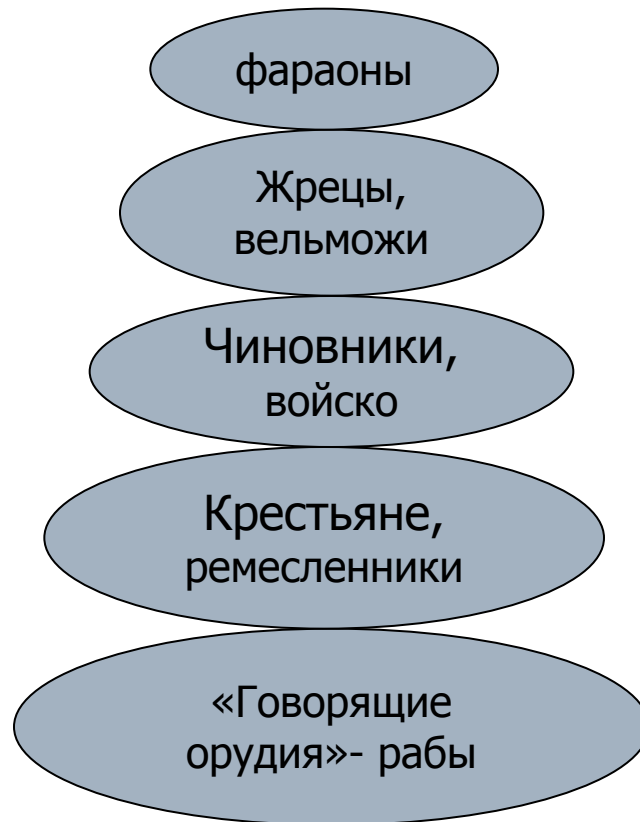 фараоны
Жрецы,
вельможи
Чиновники,
войско
Крестьяне,
ремесленники
«Говорящие
орудия»- рабы